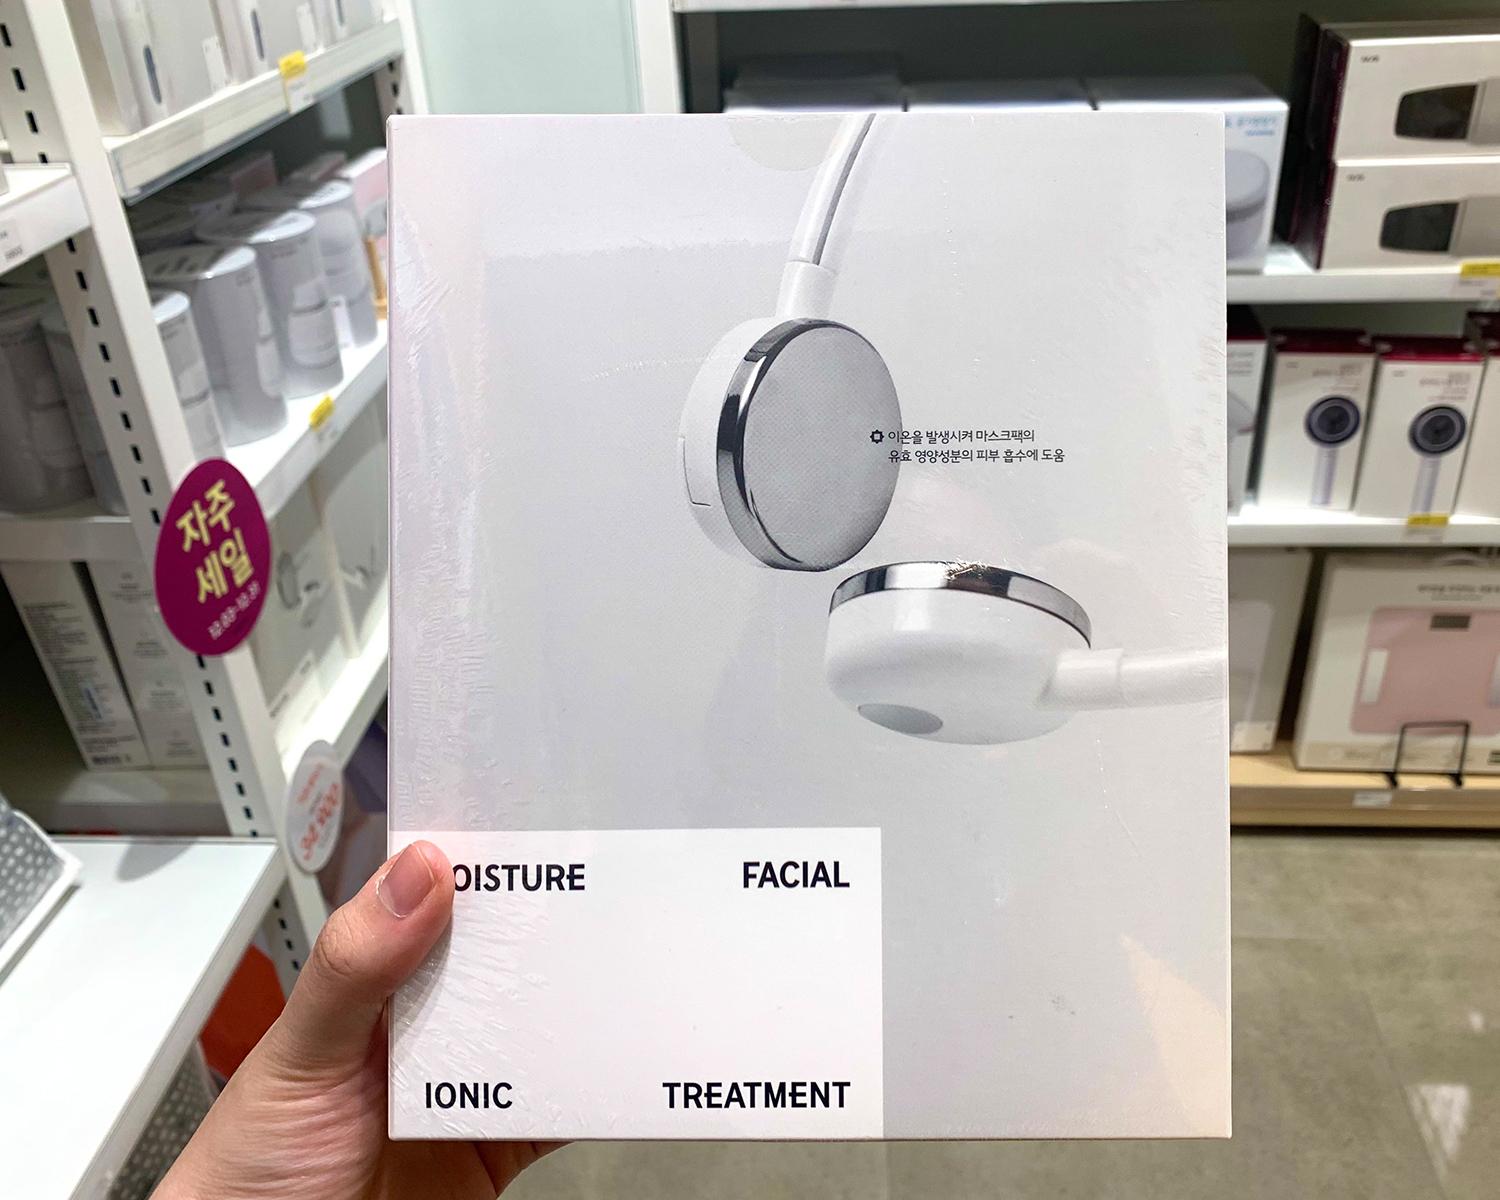 이온을 발생시켜 마스크팩의
유효 영양성분의 피부 흡수에 도움
OISTURE FACIAL
IONIC TREATMENT
자주
세일